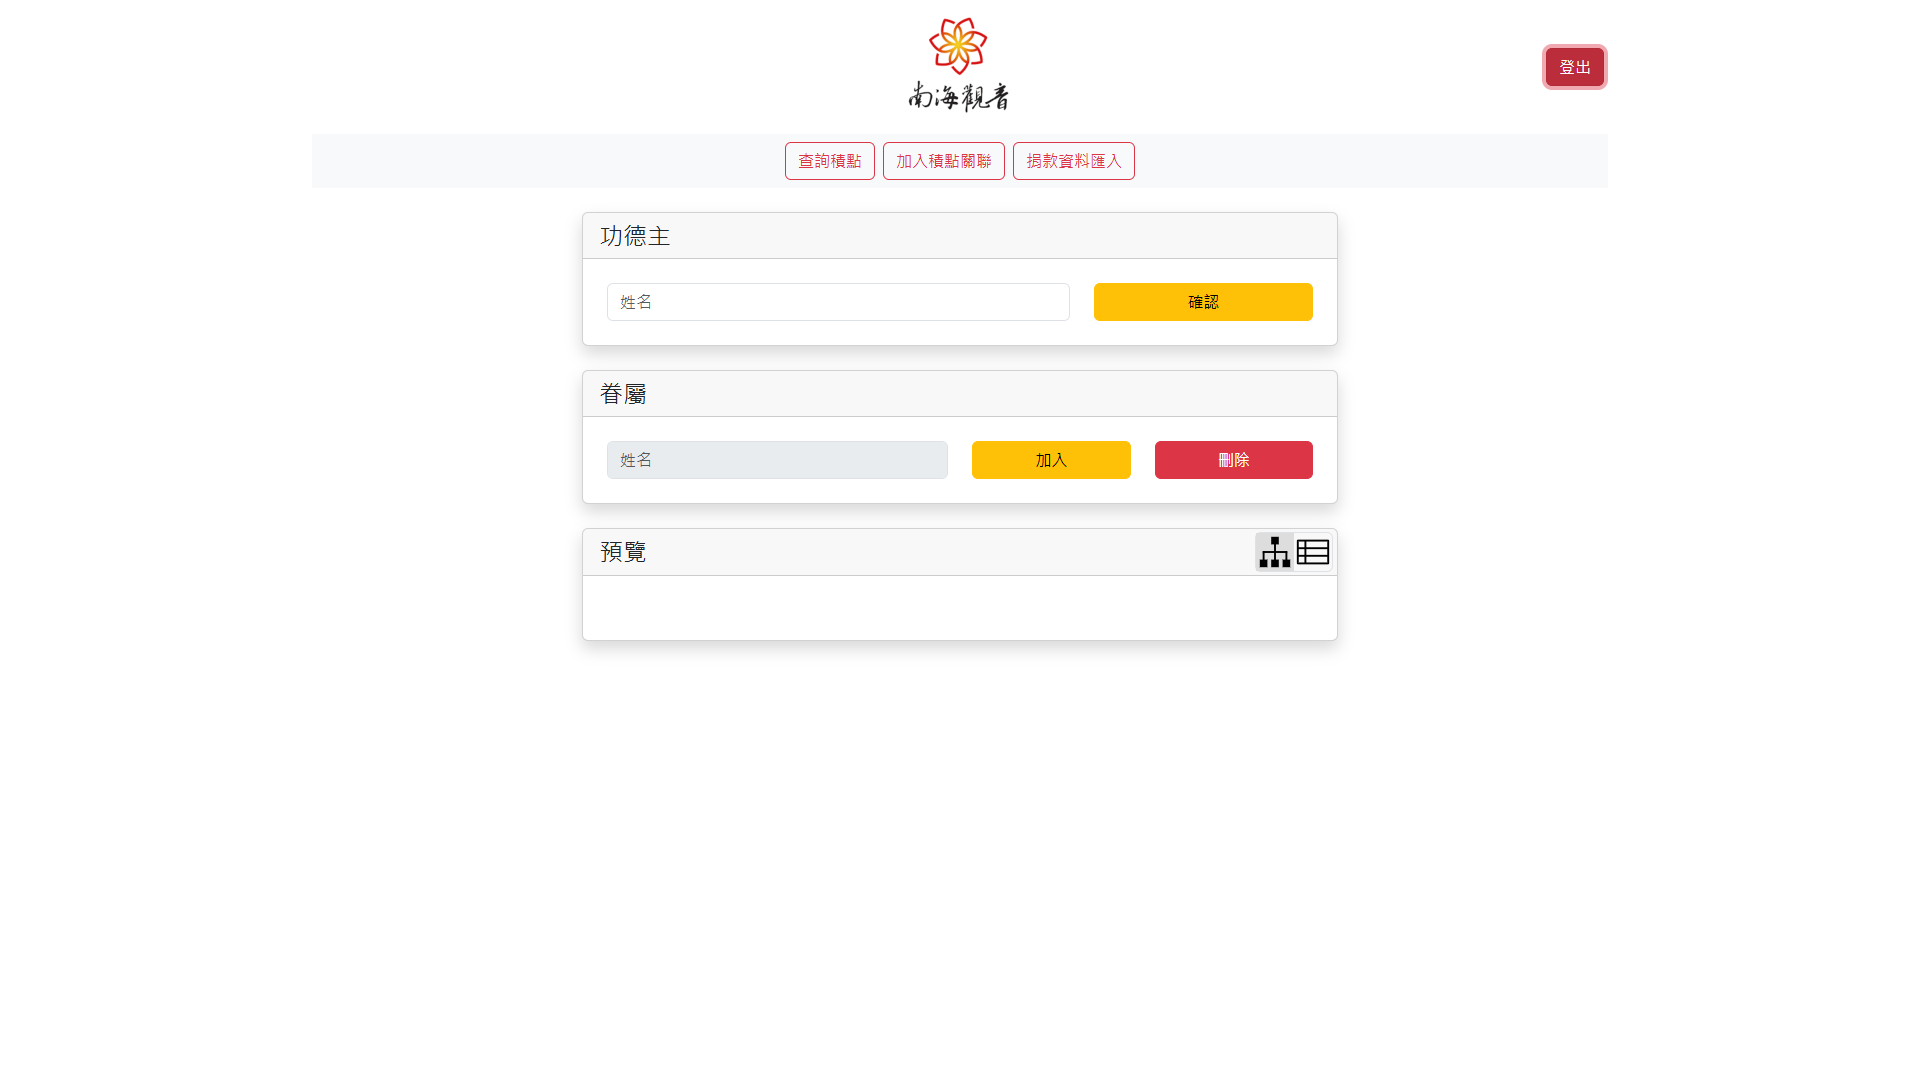 南海觀音
登出
查詢積點 加入積點關聯 捐款資料匯入
功德主
姓名 確認
眷屬
姓名 加入 刪除
預覽